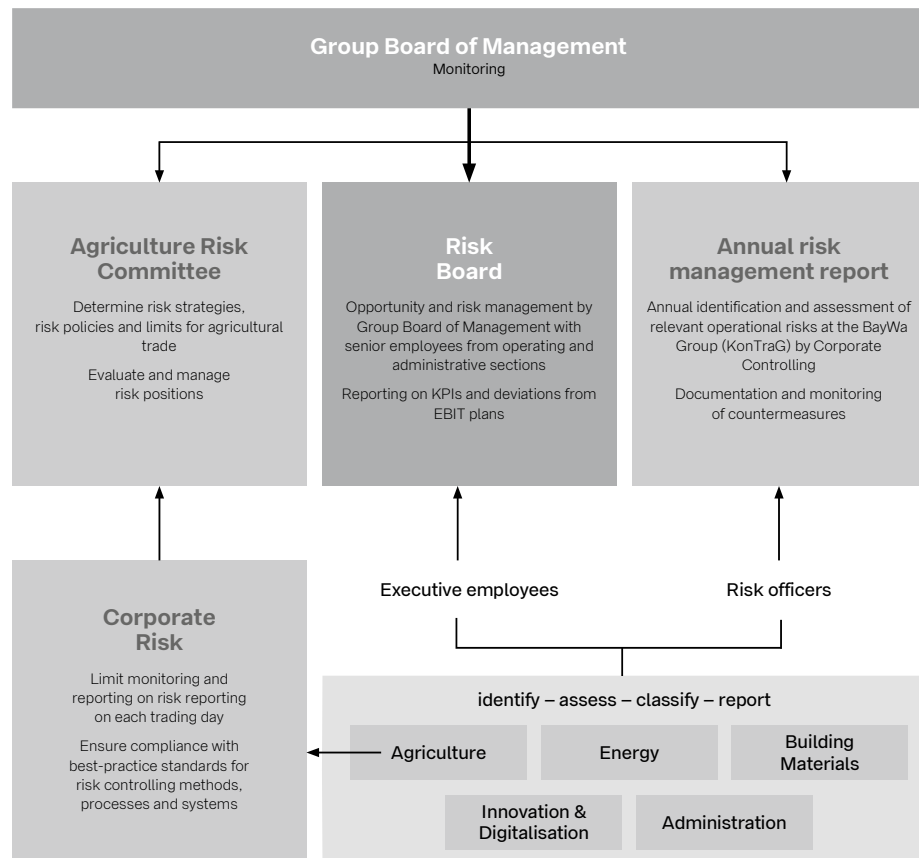 Group Board of Management
Monitoring
Agriculture Risk
Committee
Determine risk strategies,
risk policies and limits for agricultural
trade
Evaluate and manage
risk positions
Risk
Board
Opportunity and risk management by
Group Board of Management with
senior employees from operating and
administrative sections
Reporting on KPIs and deviations from
EBIT plans
Annual risk
management report
Annual identification and assessment of
relevant operational risks at the BayWa
Group (KonTraG) by Corporate
Controlling
Documentation and monitoring
of countermeasures
Corporate
Risk
Limit monitoring and
reporting on risk reporting
on each trading day
Ensure compliance with
best-practice standards for
risk controlling methods,
processes and systems
Executive employees
Risk officers
identify – assess – classify – report
Agriculture
Energy
Building
Materials
Innovation &
Digitalisation
Administration